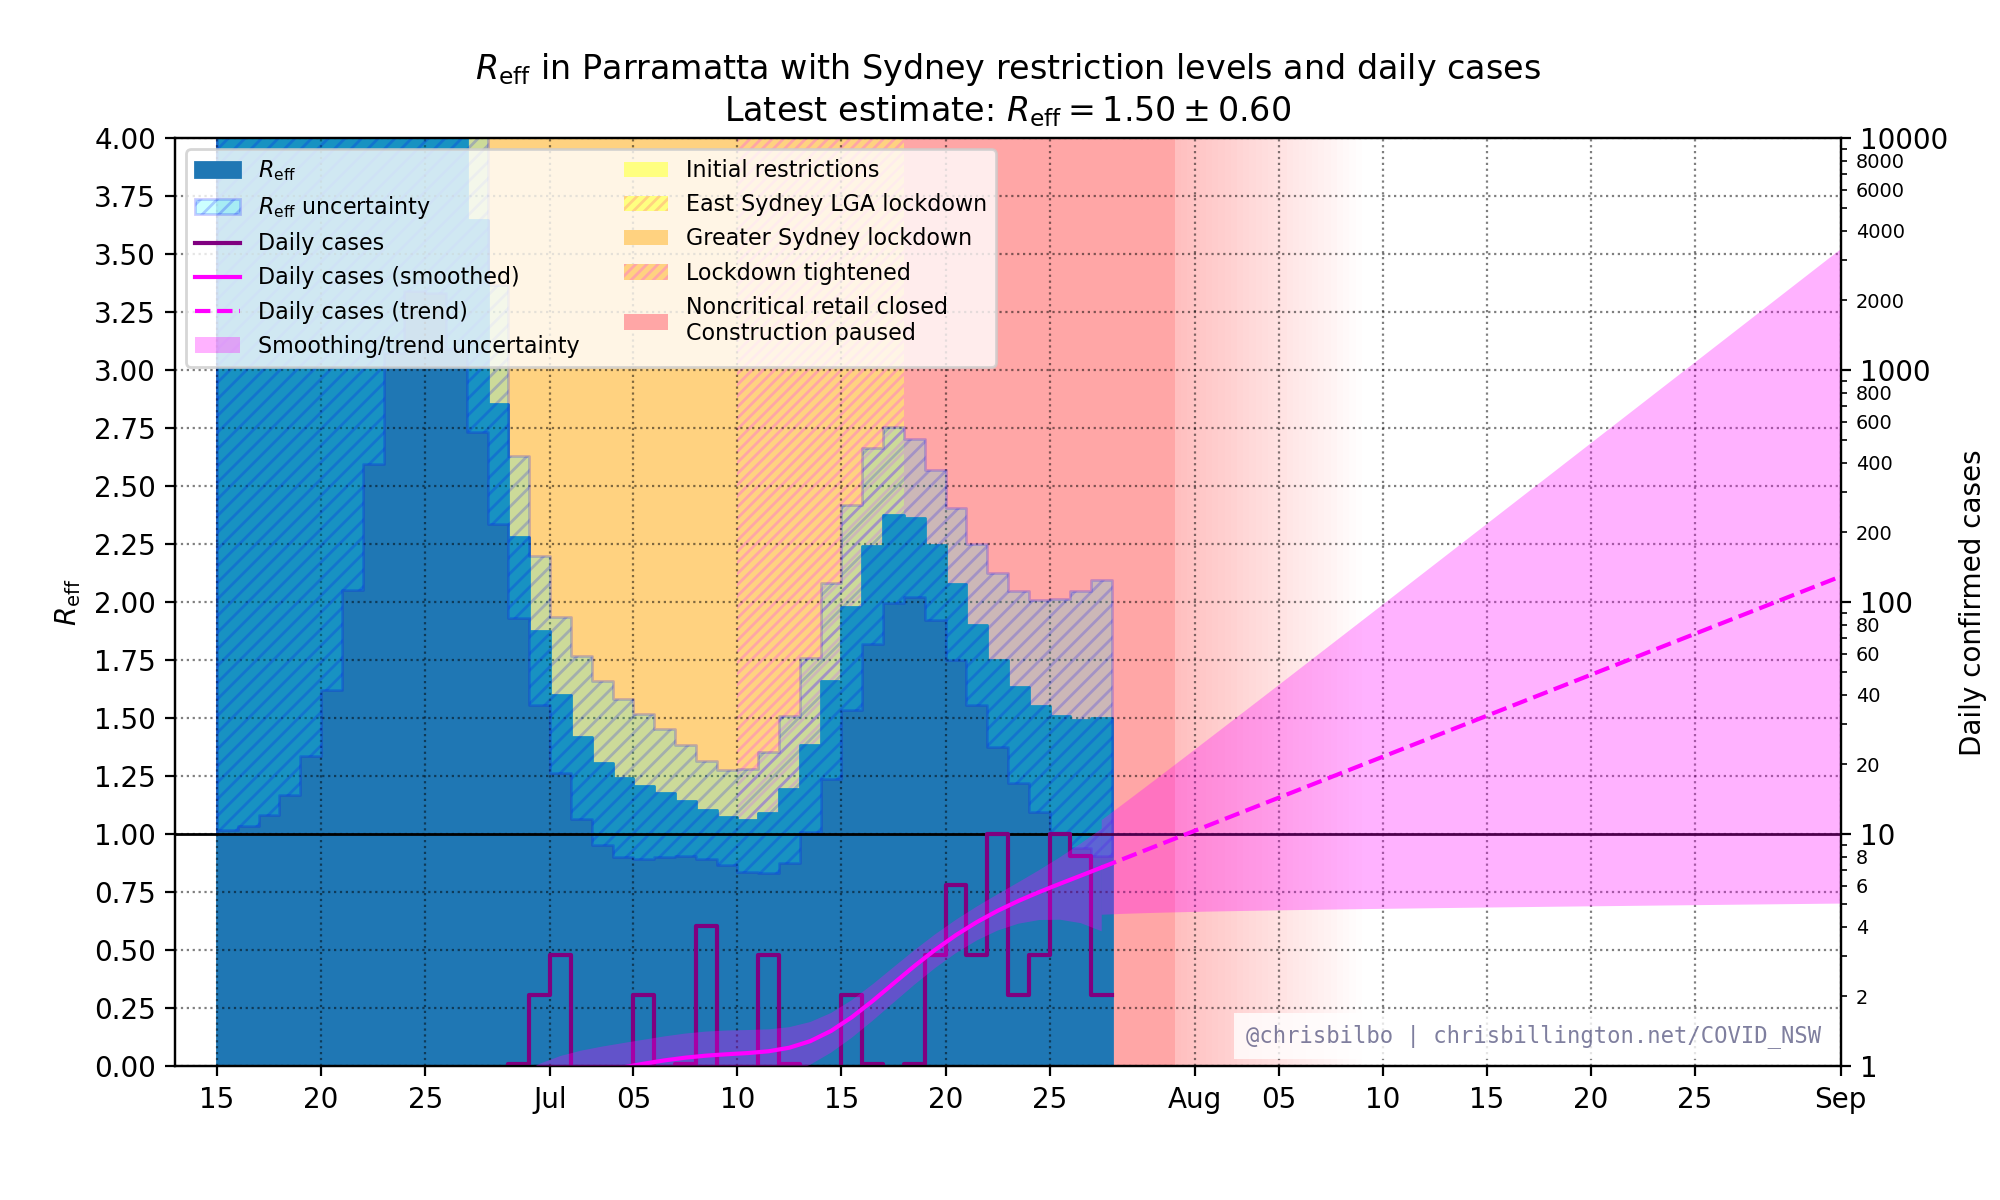 Reff in Parramatta with Sydney restriction levels and daily cases
Latest estimate: Reff = 1.50 ± 0.60
Reff
Reff uncertainty
Daily cases
Daily cases (smoothed)
Daily cases (trend)
Smoothing/trend uncertainty
Initial restrictions
East Sydney LGA lockdown
Greater Sydney lockdown
Lockdown tightened
Noncritical retail closed
Construction paused
Reff
4.00
3.75
3.50
3.25
3.00
2.75
2.50
2.25
2.00
1.75
1.50
1.25
1.00
0.75
0.50
0.25
0.00
10000
8000
6000
4000
2000
1000
800
600
400
200
100
80
60
40
20
10
8
6
4
2
1
Daily confirmed cases
@chrisbilbo | chrisbillington.net/COVID_NSW
15 20 25 Jul 05 10 15 20 25 Aug 05 10 15 20 25 Sep